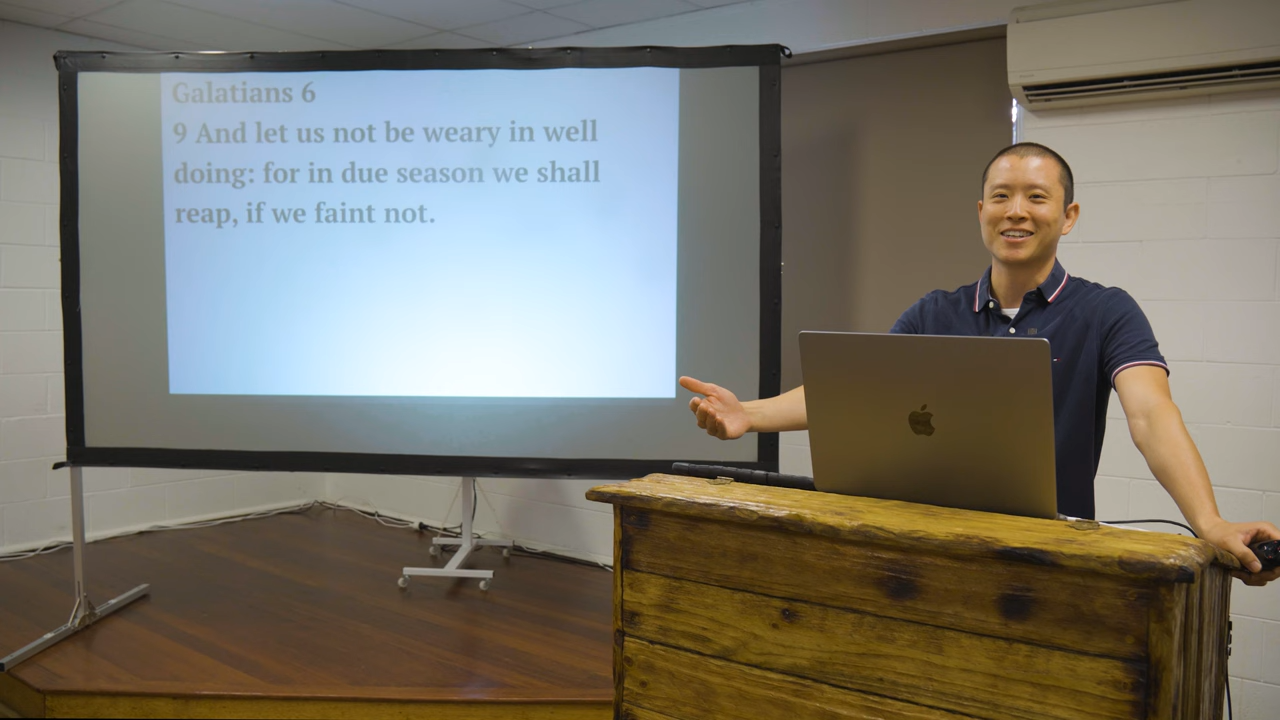 Galatians 6
9 And let us not be weary in well
doing: for in due season we shall
reap, if we faint not.